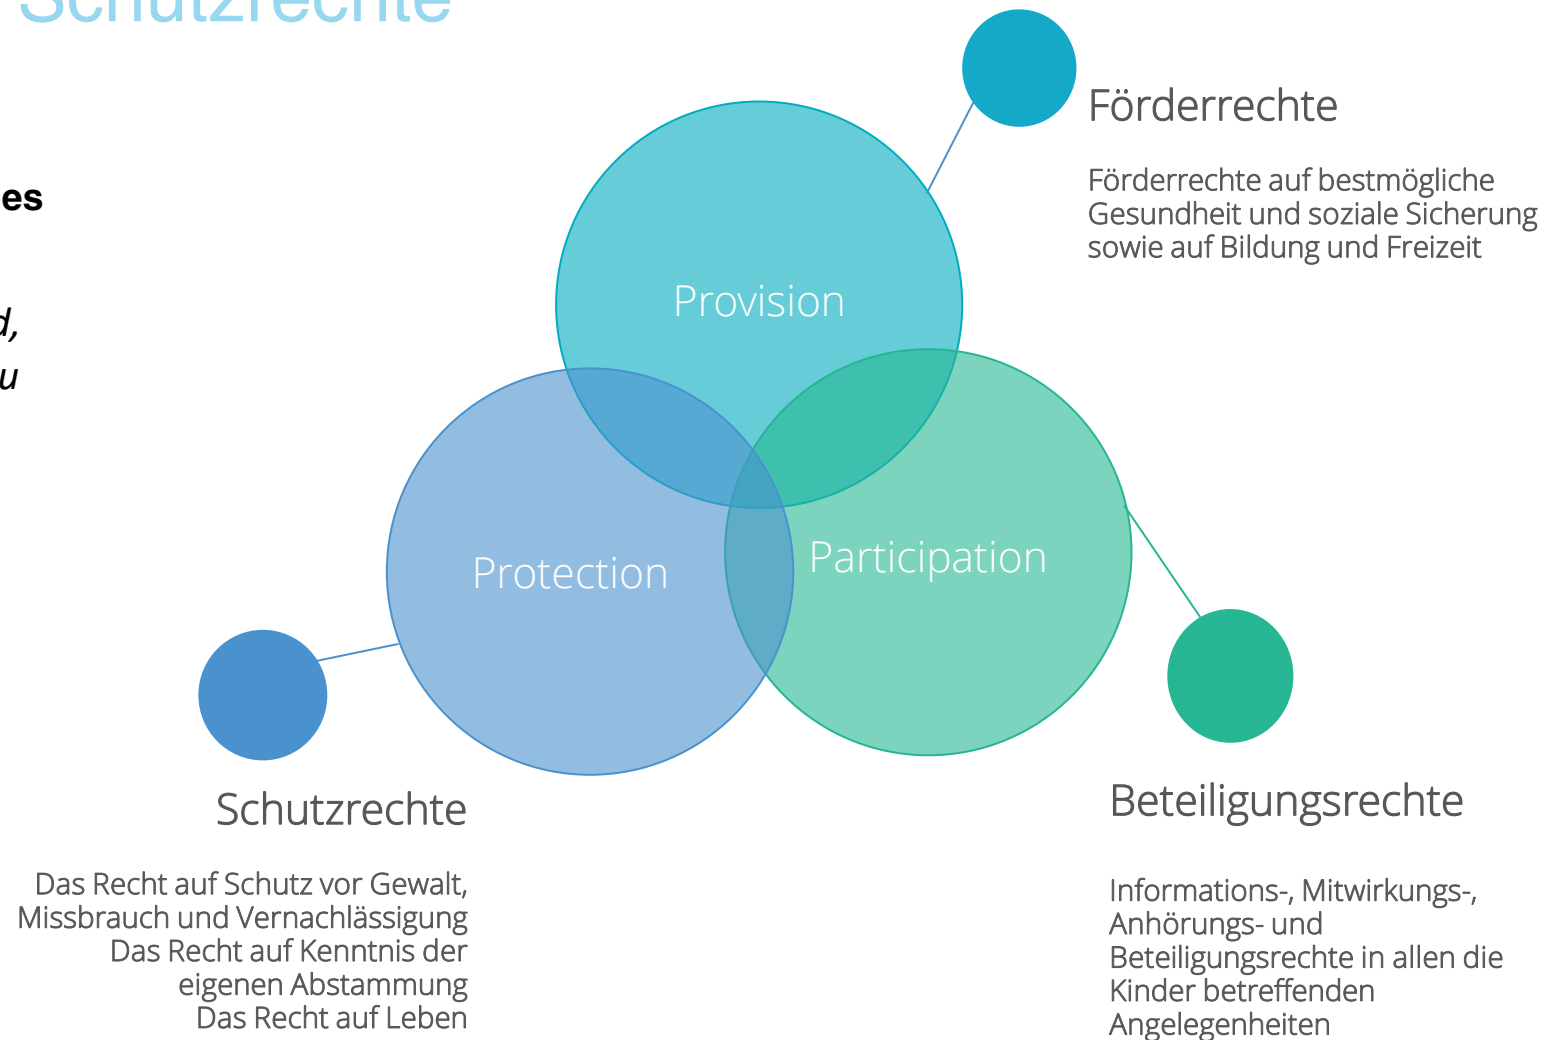 Schutzrechte
es
d,
u
Förderrechte
Förderrechte auf bestmögliche
Gesundheit und soziale Sicherung
sowie auf Bildung und Freizeit
Provision
Protection
Participation
Schutzrechte
Das Recht auf Schutz vor Gewalt,
Missbrauch und Vernachlässigung
Das Recht auf Kenntnis der
eigenen Abstammung
Das Recht auf Leben
Beteiligungsrechte
Informations-, Mitwirkungs-,
Anhörungs- und
Beteiligungsrechte in allen die
Kinder betreffenden
Angelegenheiten